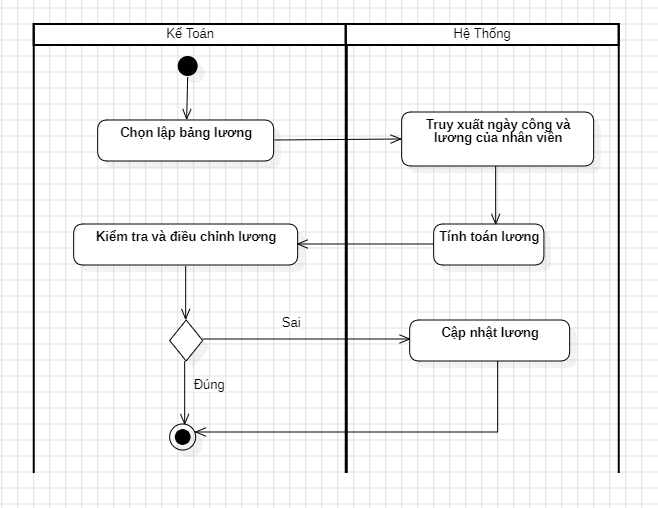 Kế Toán
Hệ Thống
Chọn lập bảng lương
Truy xuất ngày công và
lương của nhân viên
Kiểm tra và điều chỉnh lương
Tính toán lương
Sai
Cập nhật lương
Đúng